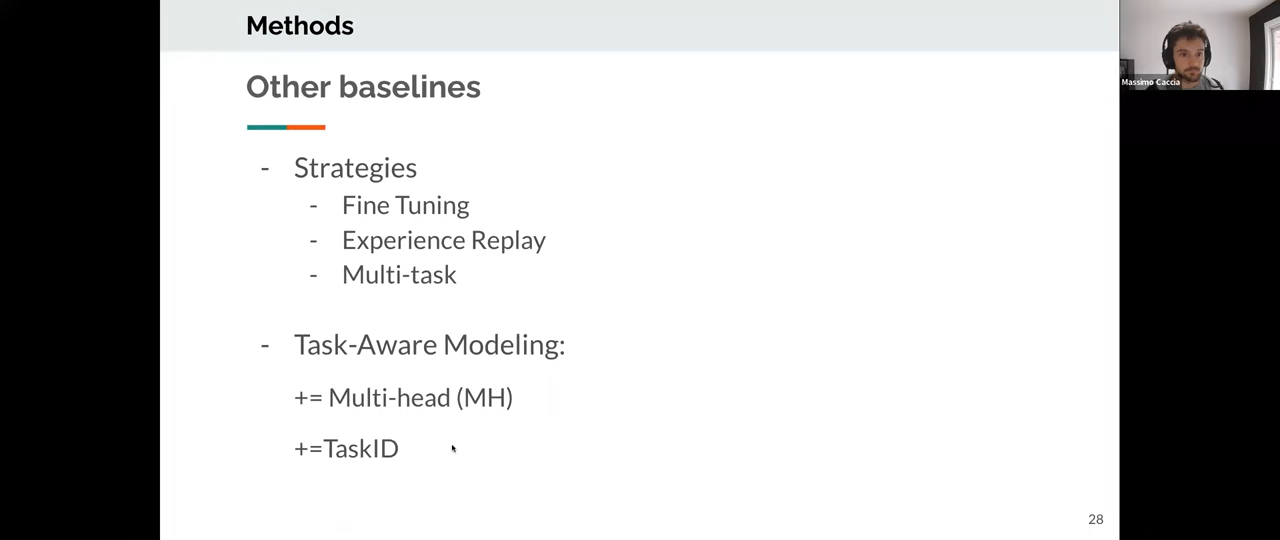 Methods
Other baselines
- Strategies
- Fine Tuning
- Experience Replay
- Multi-task
- Task-Aware Modeling:
+= Multi-head (MH)
+=TaskID
28
Massimo Caccia